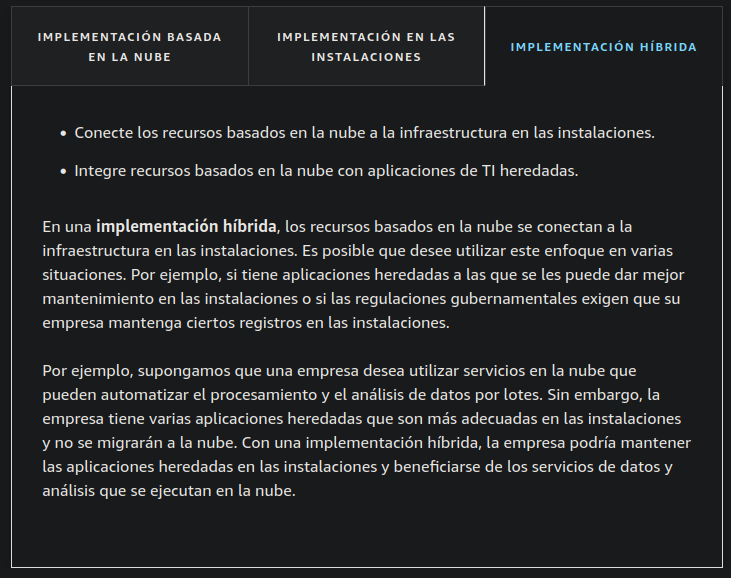 IMPLEMENTACIÓN BASADA
EN LA NUBE
IMPLEMENTACIÓN EN LAS
INSTALACIONES
IMPLEMENTACIÓN HÍBRIDA
• Conecte los recursos basados en la nube a la infraestructura en las instalaciones.
• Integre recursos basados en la nube con aplicaciones de TI heredadas.
En una implementación híbrida, los recursos basados en la nube se conectan a la
infraestructura en las instalaciones. Es posible que desee utilizar este enfoque en varias
situaciones. Por ejemplo, si tiene aplicaciones heredadas a las que se les puede dar mejor
mantenimiento en las instalaciones o si las regulaciones gubernamentales exigen que su
empresa mantenga ciertos registros en las instalaciones.
Por ejemplo, supongamos que una empresa desea utilizar servicios en la nube que
pueden automatizar el procesamiento y el análisis de datos por lotes. Sin embargo, la
empresa tiene varias aplicaciones heredadas que son más adecuadas en las instalaciones
y no se migrarán a la nube. Con una implementación híbrida, la empresa podría mantener
las aplicaciones heredadas en las instalaciones y beneficiarse de los servicios de datos y
análisis que se ejecutan en la nube.